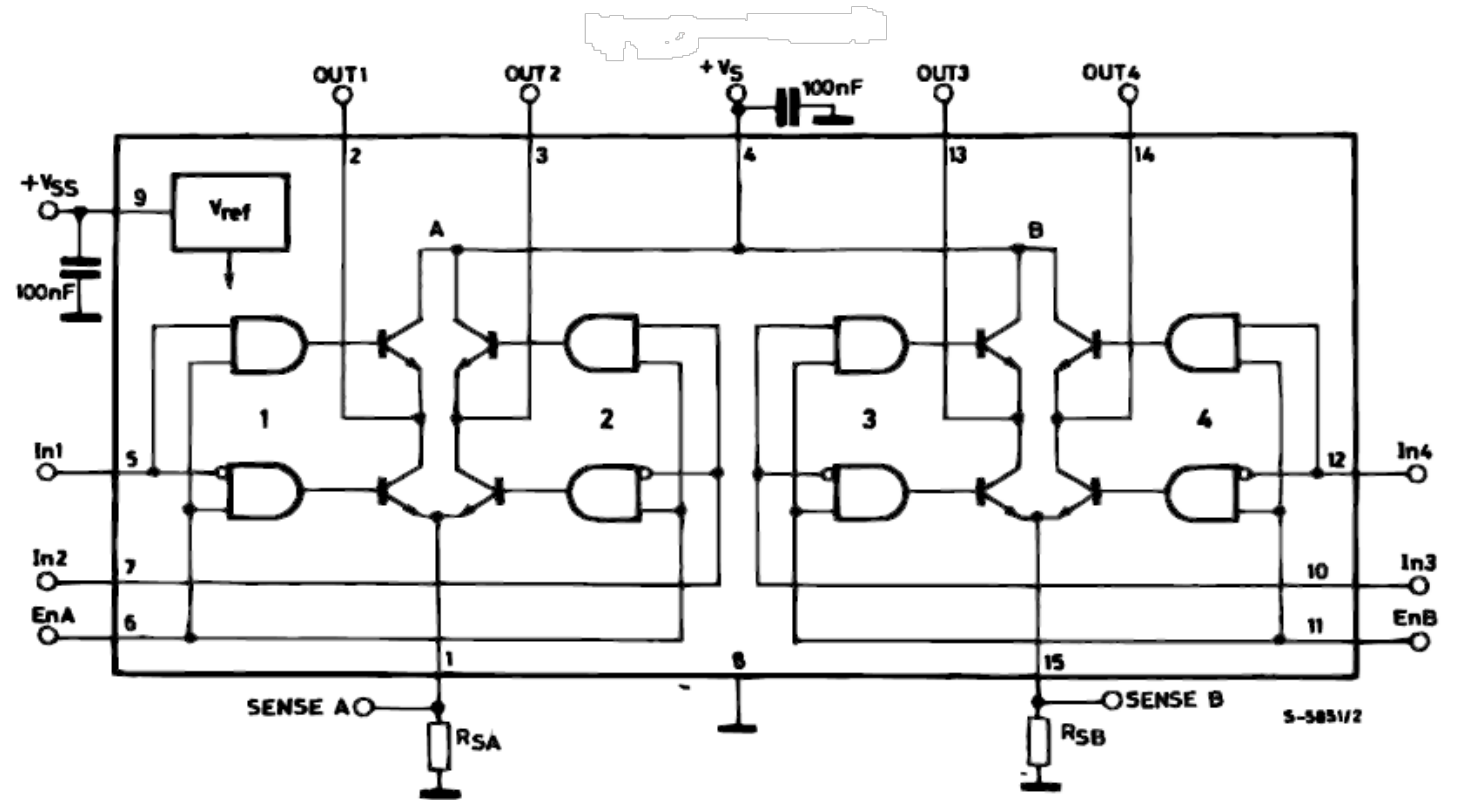 OUT1 OUT2 +VS 100nF OUT3 OUT4
2 3 4 13 14
+VSS 9 Vref
A B
100nF
1 2 3 4
In1 5 12 In4
In2 7 10 In3
EnA 6 11 EnB
1 8 15
SENSE A SENSE B
S-5851/2
RSA RSB